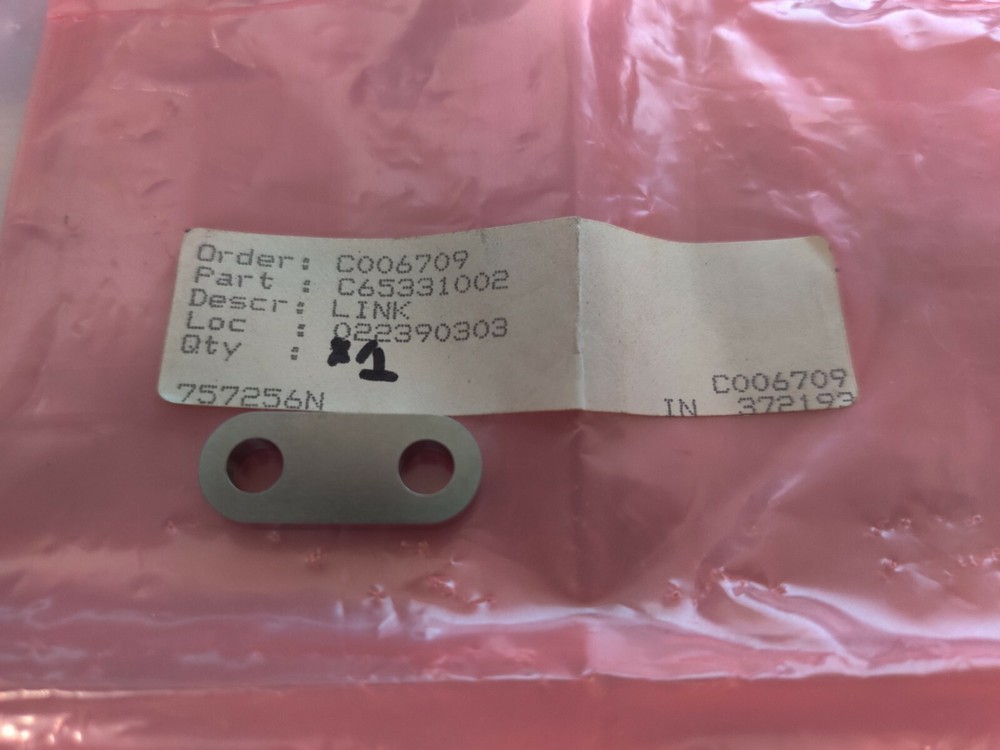 Order: C006709
Part : C65331002
Descr: LINK
Loc : 022390303
Qty : 1
C006709
757256N IN 372193